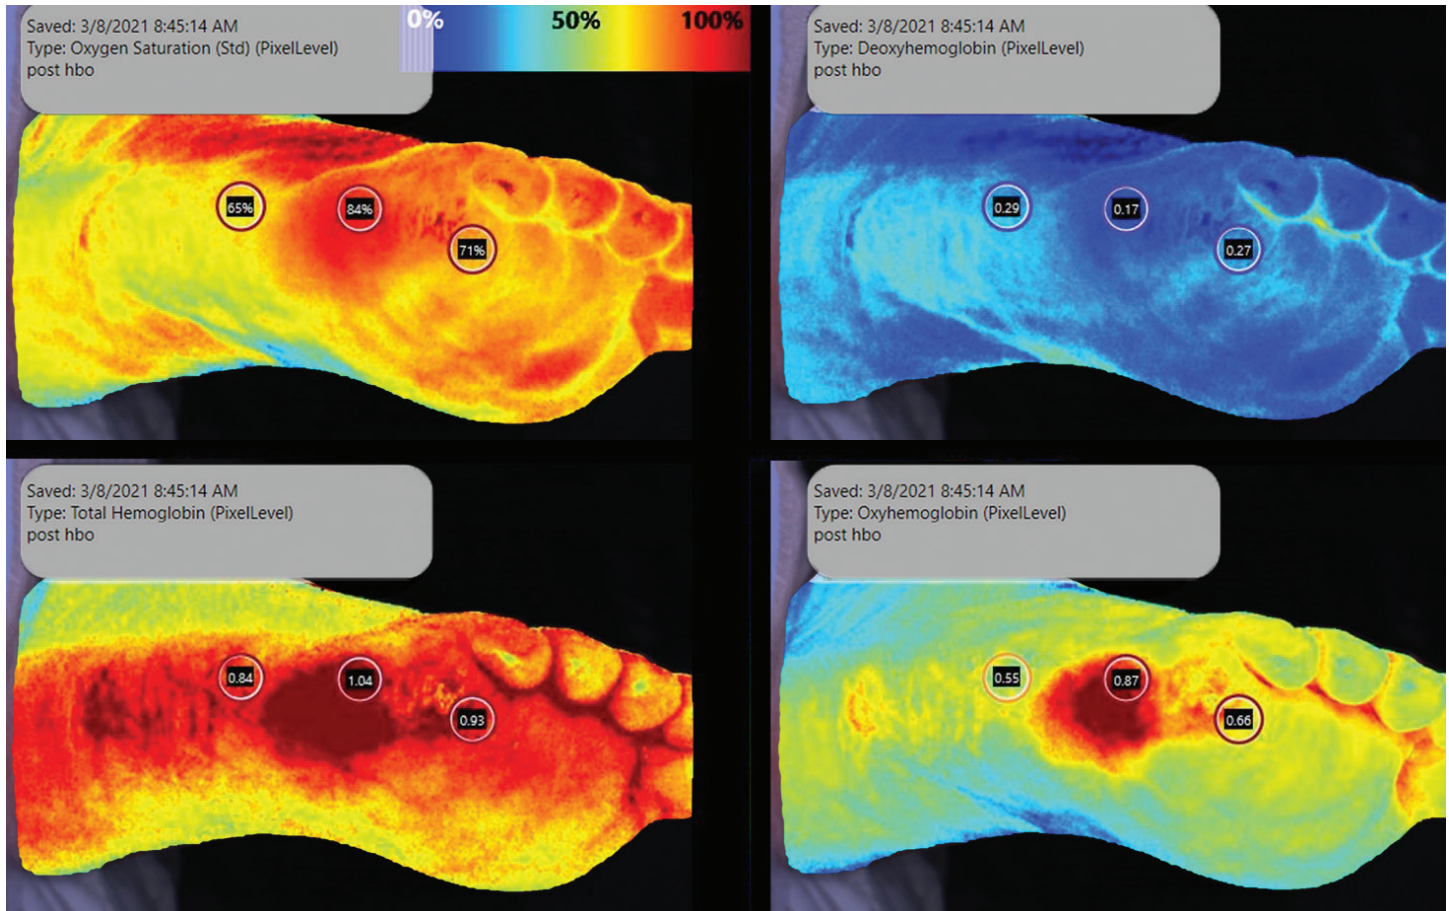 Saved: 3/8/2021 8:45:14 AM
Type: Oxygen Saturation (Std) (PixelLevel)
post hbo
0% 50% 100%
65%
84%
71%
Saved: 3/8/2021 8:45:14 AM
Type: Deoxyhemoglobin (PixelLevel)
post hbo
0.29
0.17
0.27
Saved: 3/8/2021 8:45:14 AM
Type: Total Hemoglobin (PixelLevel)
post hbo
0.84
1.04
0.93
Saved: 3/8/2021 8:45:14 AM
Type: Oxyhemoglobin (PixelLevel)
post hbo
0.55
0.87
0.66